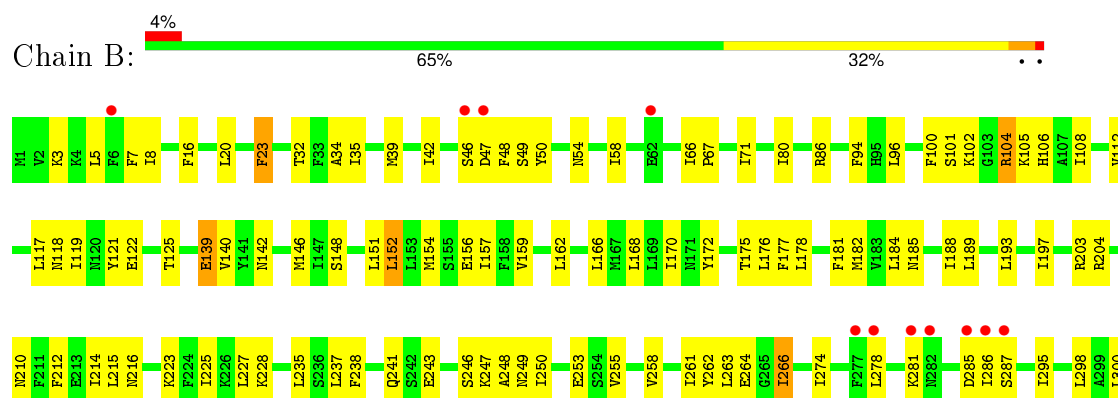 4%
Chain B:
65% 32% • •
M1 V2 K3 K4 L5 F6 F7 I8 F16 L20 F23 T32 F33 A34 I35 M39 I42 S46 D47 F48 S49 Y50 N54 I58 E62 I66 P67 I71 I80 R86 F94 H95 L96 F100 S101 K102 G103 R104 K105 H106 A107 I108 V112
L117 N118 I119 N120 Y121 E122 T125 E139 V140 Y141 N142 M146 I147 S148 L151 L152 L153 M154 S155 E156 I157 F158 V159 L162 L166 M167 L168 L169 I170 N171 Y172 T175 L176 F177 L178 F181 M182 V183 L184 N185 I188 L189 L193 I197 R203 R204
N210 F211 F212 E213 I214 L215 N216 K223 F224 I225 K226 L227 K228 L235 S236 L237 F238 Q241 S242 E243 S246 K247 A248 N249 I250 E253 S254 V255 V258 I261 Y262 L263 E264 G265 I266 I274 F277 L278 K281 N282 D285 I286 S287 I295 L298 A299 L300